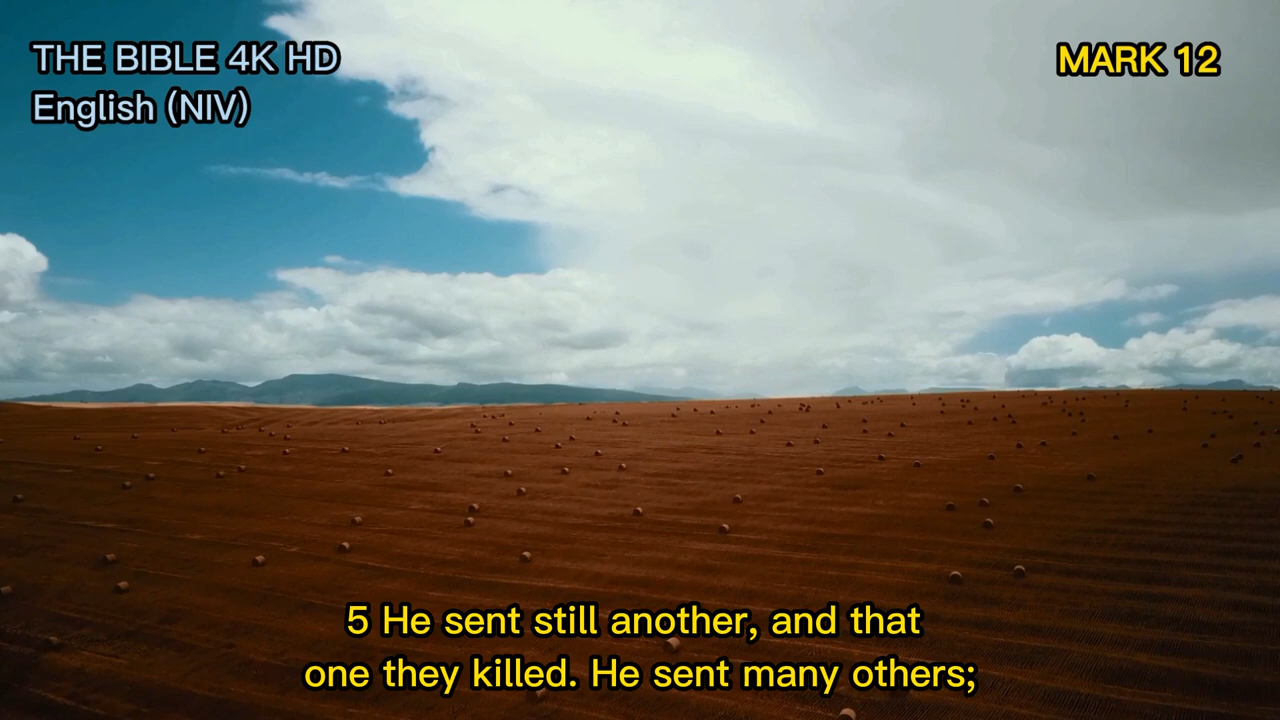 THE BIBLE 4K HD
English (NIV)
MARK 12
5 He sent still another, and that
one they killed. He sent many others;